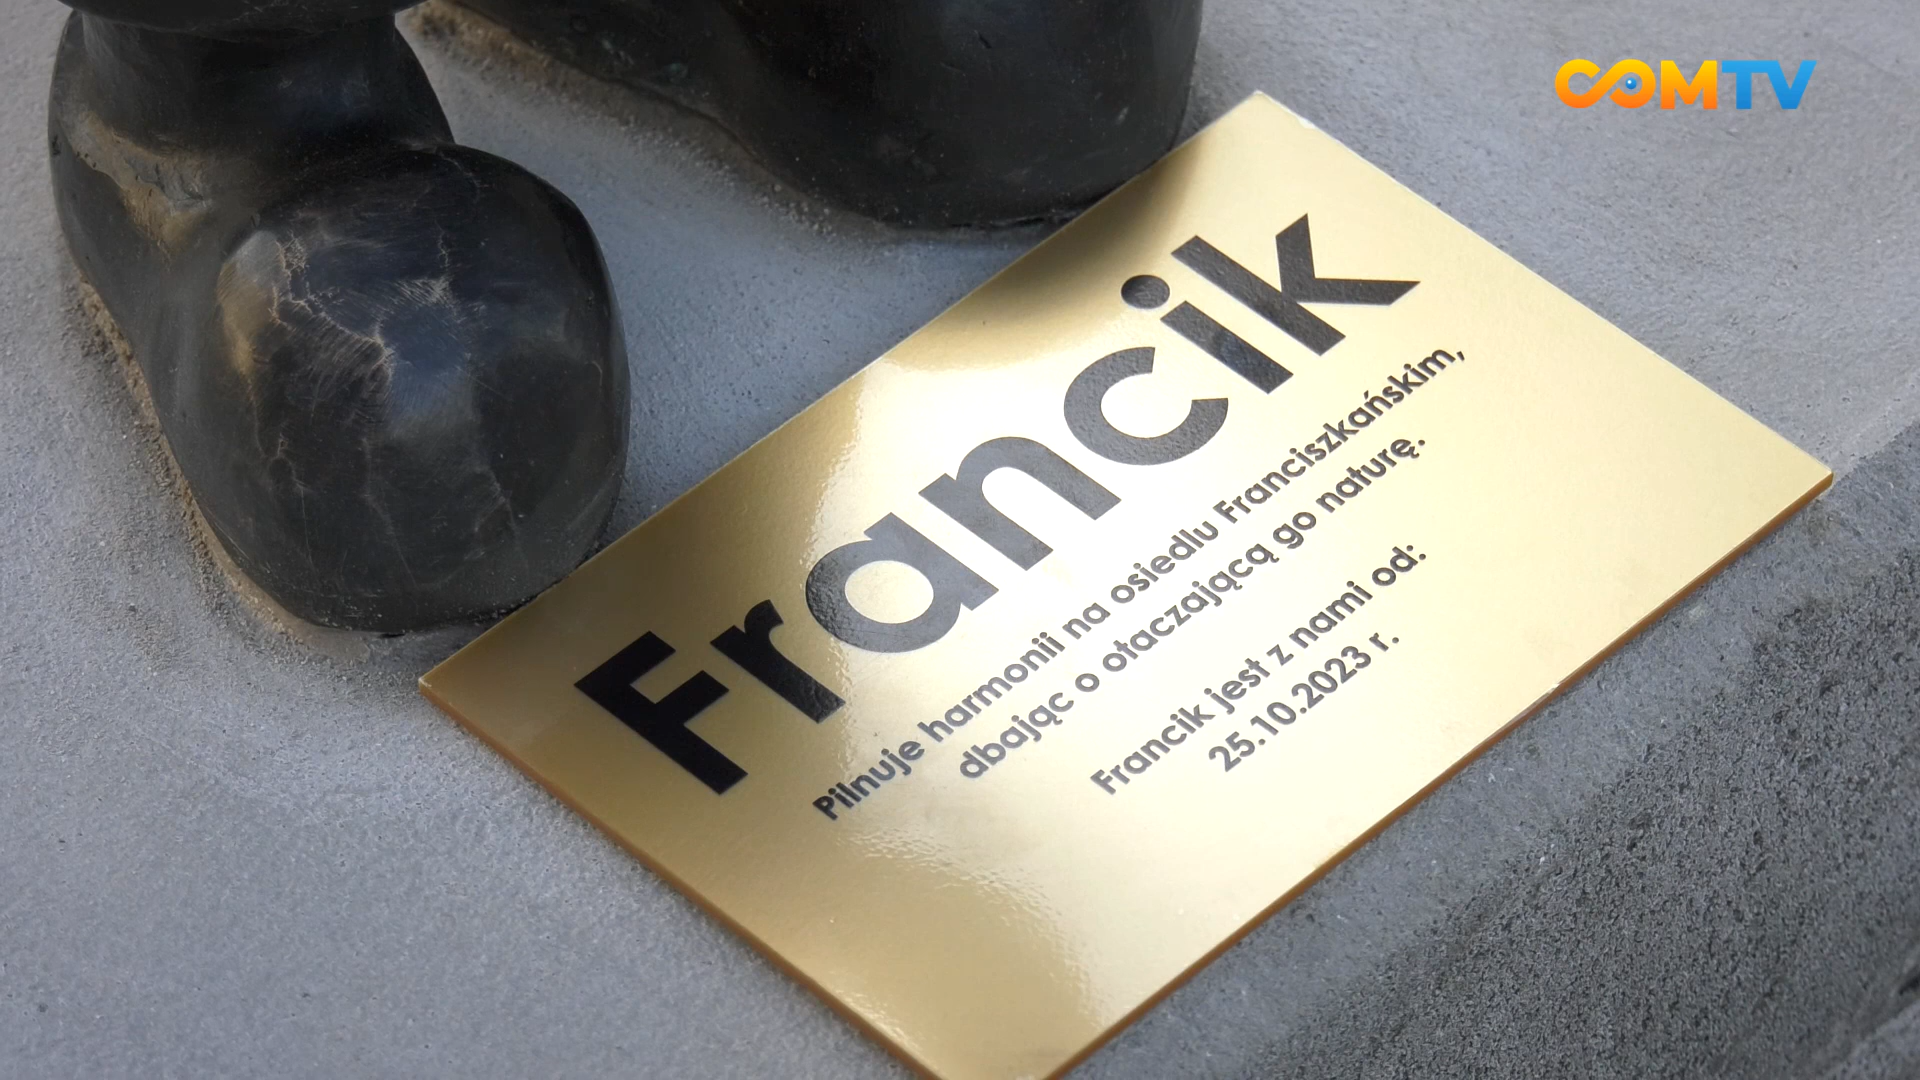 COMTV
Francik
Pilnuje harmonii na osiedlu Franciszkańskim,
dbając o otaczającą go naturę.
Francik jest z nami od:
25.10.2023 r.